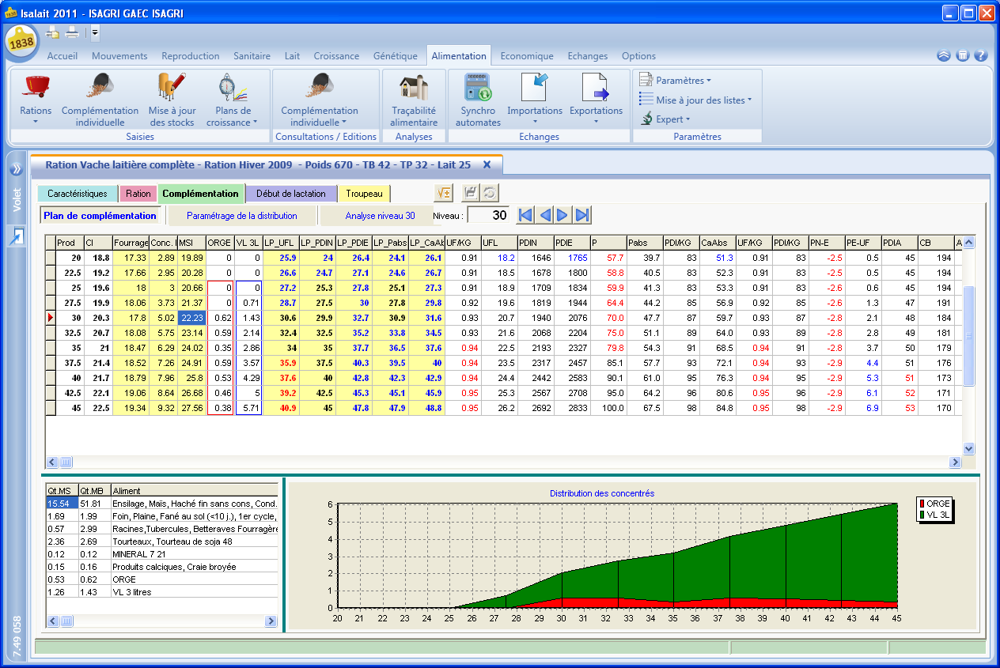 Isalait 2011 - ISAGRI GAEC ISAGRI
1838
Accueil Mouvements Reproduction Sanitaire Lait Croissance Génétique Alimentation Economique Echanges Options
Rations Complémentation individuelle Mise à jour des stocks Plans de croissance
Saisies
Complémentation individuelle
Consultations / Editions
Traçabilité alimentaire
Analyses
Synchro automates Importations Exportations
Echanges
Paramètres
Mise à jour des listes
Expert
Paramètres
Volet
7.49 058
Ration Vache laitière complète - Ration Hiver 2009 - Poids 670 - TB 42 - TP 32 - Lait 25 X
Caractéristiques Ration Complémentation Début de lactation Troupeau
Plan de complémentation Paramétrage de la distribution Analyse niveau 30 Niveau : 30
Prod CI Fourrage Conc. MSI ORGE VL 3L LP_UFL LP_PDIN LP_PDIE LP_Pabs LP_CaAb UF/KG UFL PDIN PDIE P Pabs PDI/KG CaAbs UF/KG PDI/KG PN-E PE-UF PDIA CB A
20 18.8 17.33 2.89 19.89 0 0 25.9 24 26.4 24.1 26.1 0.91 18.2 1646 1765 57.7 39.7 83 51.3 0.91 83 -2.5 0.5 45 194
22.5 19.2 17.66 2.95 20.28 0 0 26.6 24.7 27.1 24.6 26.7 0.91 18.5 1678 1800 58.8 40.5 83 52.3 0.91 83 -2.5 0.5 45 194
25 19.6 18 3 20.66 0 0 27.2 25.3 27.8 25.1 27.3 0.91 18.9 1709 1834 59.9 41.3 83 53.3 0.91 83 -2.6 0.6 45 194
27.5 19.9 18.06 3.73 21.37 0 0.71 28.7 27.5 30 27.8 29.8 0.92 19.6 1819 1944 64.4 44.2 85 56.9 0.92 85 -2.6 1.3 47 191
30 20.3 17.8 5.02 22.23 0.62 1.43 30.6 29.9 32.7 30.9 31.6 0.93 20.7 1940 2076 70.0 47.7 87 59.7 0.93 87 -2.8 2.1 48 184
32.5 20.7 18.08 5.75 23.14 0.59 2.14 32.4 32.5 35.2 33.8 34.5 0.93 21.6 2068 2204 75.0 51.1 89 64.0 0.93 89 -2.8 2.8 49 181
35 21 18.47 6.29 24.02 0.35 2.86 34 35 37.7 36.5 37.6 0.94 22.5 2193 2327 79.8 54.3 91 68.5 0.94 91 -2.8 3.7 50 179
37.5 21.4 18.52 7.26 24.91 0.59 3.57 35.9 37.5 40.3 39.5 40 0.94 23.5 2317 2457 85.1 57.7 93 72.1 0.94 93 -2.9 4.4 51 176
40 21.7 18.79 7.96 25.8 0.53 4.29 37.6 40 42.8 42.3 42.9 0.94 24.4 2442 2583 90.1 61.0 95 76.3 0.94 95 -2.9 5.3 51 173
42.5 22.1 19.06 8.64 26.68 0.46 5 39.2 42.5 45.3 45.1 45.9 0.95 25.3 2567 2708 95.0 64.2 96 80.6 0.95 96 -2.9 6.1 52 171
45 22.5 19.34 9.32 27.56 0.38 5.71 40.9 45 47.8 47.9 48.8 0.95 26.2 2692 2833 100.0 67.5 98 84.8 0.95 98 -2.9 6.9 53 170
Qt.MS Qt.MB Aliment
15.54 51.81 Ensilage, Maïs, Haché fin sans cons, Cond.
1.69 1.99 Foin, Plaine, Fané au sol (<10 j.), 1er cycle,
0.57 2.99 Racines,Tubercules, Betteraves Fourragère
2.36 2.69 Tourteaux, Tourteau de soja 48
0.12 0.12 MINERAL 7 21
0.15 0.16 Produits calciques, Craie broyée
0.53 0.62 ORGE
1.26 1.43 VL 3 litres
Distribution des concentrés
6
5
4
3
2
1
0
20 21 22 23 24 25 26 27 28 29 30 31 32 33 34 35 36 37 38 39 40 41 42 43 44 45
ORGE
VL 3L